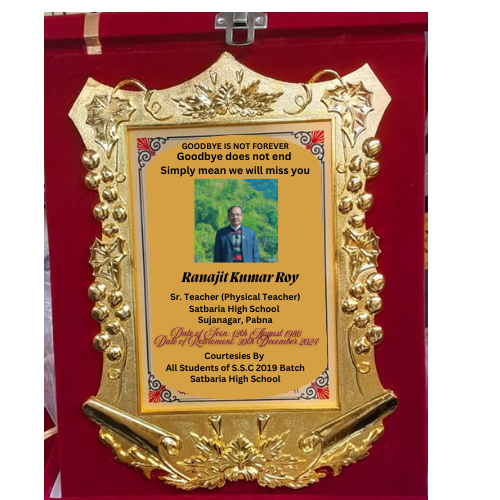 GOODBYE IS NOT FOREVER
Goodbye does not end
Simply mean we will miss you
Ranajit Kumar Roy
Sr. Teacher (Physical Teacher)
Satbaria High School
Sujanagar, Pabna
Date of Join: 12th August 1986
Date of Retirement: 30th December 2024
Courtesies By
All Students of S.S.C 2019 Batch
Satbaria High School